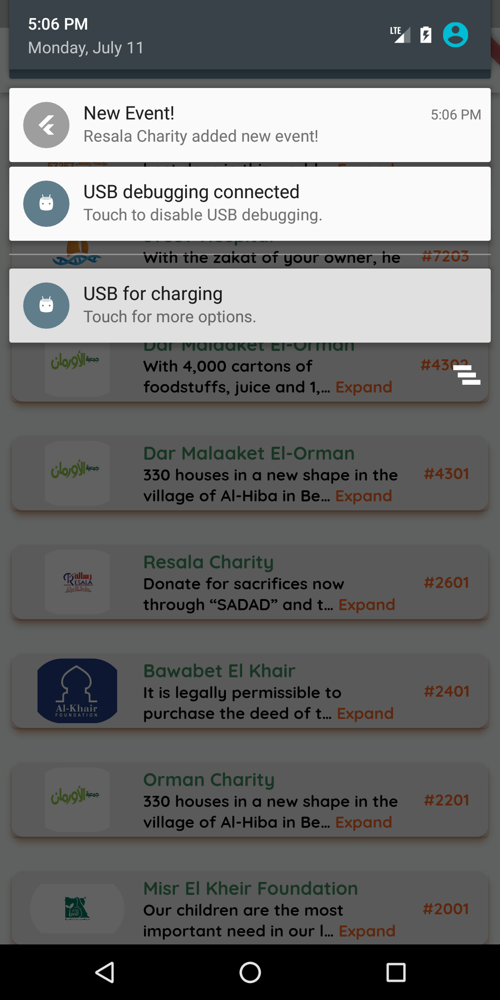 5:06 PM
LTE
Monday, July 11
New Event!
5:06 PM
Resala Charity added new event!
57357
Expand
USB debugging connected
Touch to disable USB debugging.
With the zakat of your owner, he
#7203
USB for charging
Touch for more options.
Dar Malaaket El-Orman
جمعية الأورمان
With 4,000 cartons of
#4302
foodstuffs, juice and 1,... Expand
Dar Malaaket El-Orman
جمعية الأورمان
330 houses in a new shape in the
#4301
village of Al-Hiba in Be... Expand
Resala Charity
رسالة
RESALA
Donate for sacrifices now
#2601
through “SADAD” and t... Expand
Bawabet El Khair
It is legally permissible to
#2401
Al-Khair
FOUNDATION
purchase the deed of t... Expand
Orman Charity
جمعية الأورمان
330 houses in a new shape in the
#2201
village of Al-Hiba in Be... Expand
Misr El Kheir Foundation
Our children are the most
#2001
important need in our l... Expand